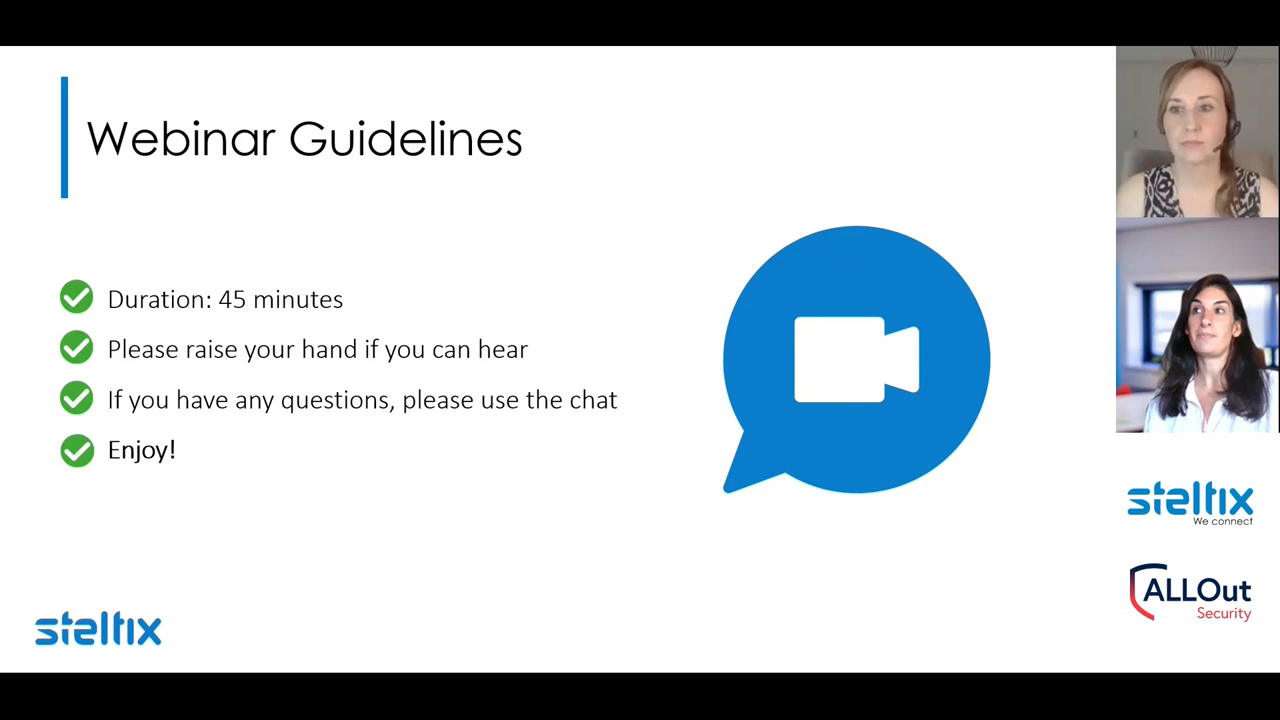 Webinar Guidelines
Duration: 45 minutes
Please raise your hand if you can hear
If you have any questions, please use the chat
Enjoy!
steltix
We connect
ALLOut
Security
steltix